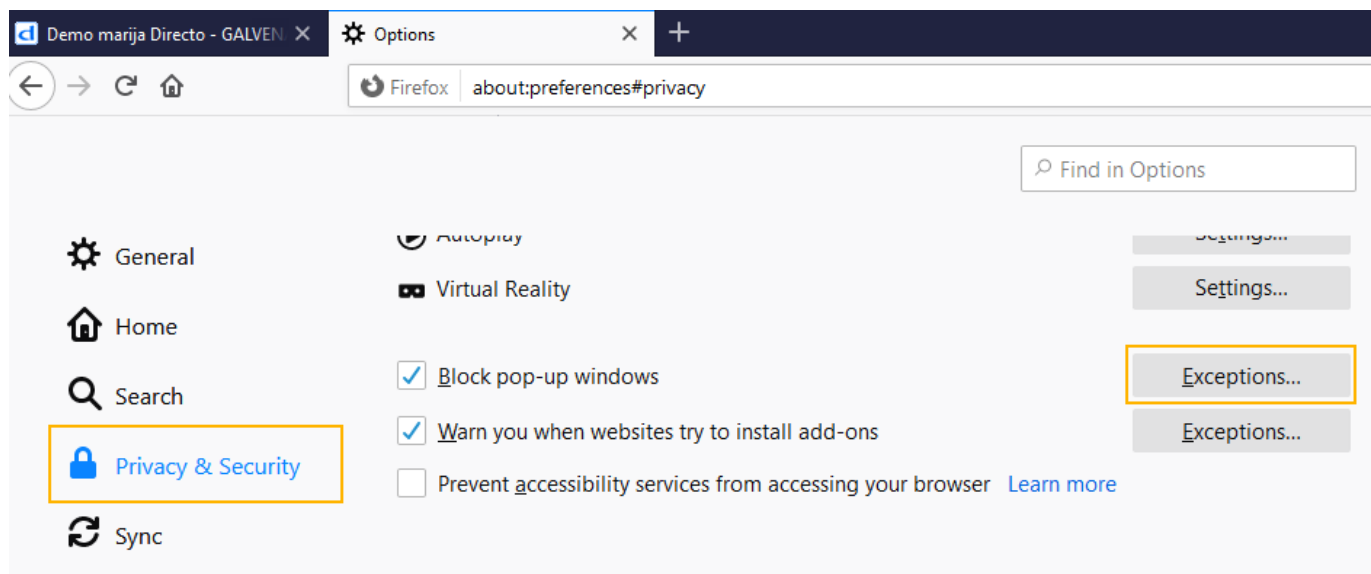 Demo marija Directo - GALVEN
Options
Firefox about:preferences#privacy
Find in Options
General
Autoplay Settings...
Virtual Reality Settings...
Home
Block pop-up windows Exceptions...
Search
Warn you when websites try to install add-ons Exceptions...
Privacy & Security
Prevent accessibility services from accessing your browser Learn more
Sync